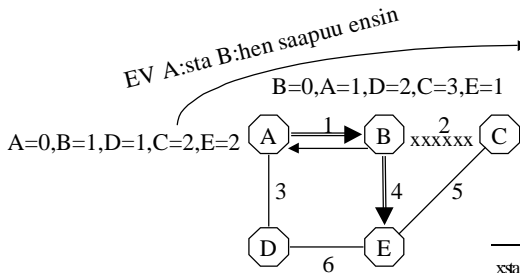 EV A:sta B:hen saapuu ensin
B=0,A=1,D=2,C=3,E=1
A=0,B=1,D=1,C=2,E=2
A 1 B 2 C
xxxxxx
3 4 5
D 6 E